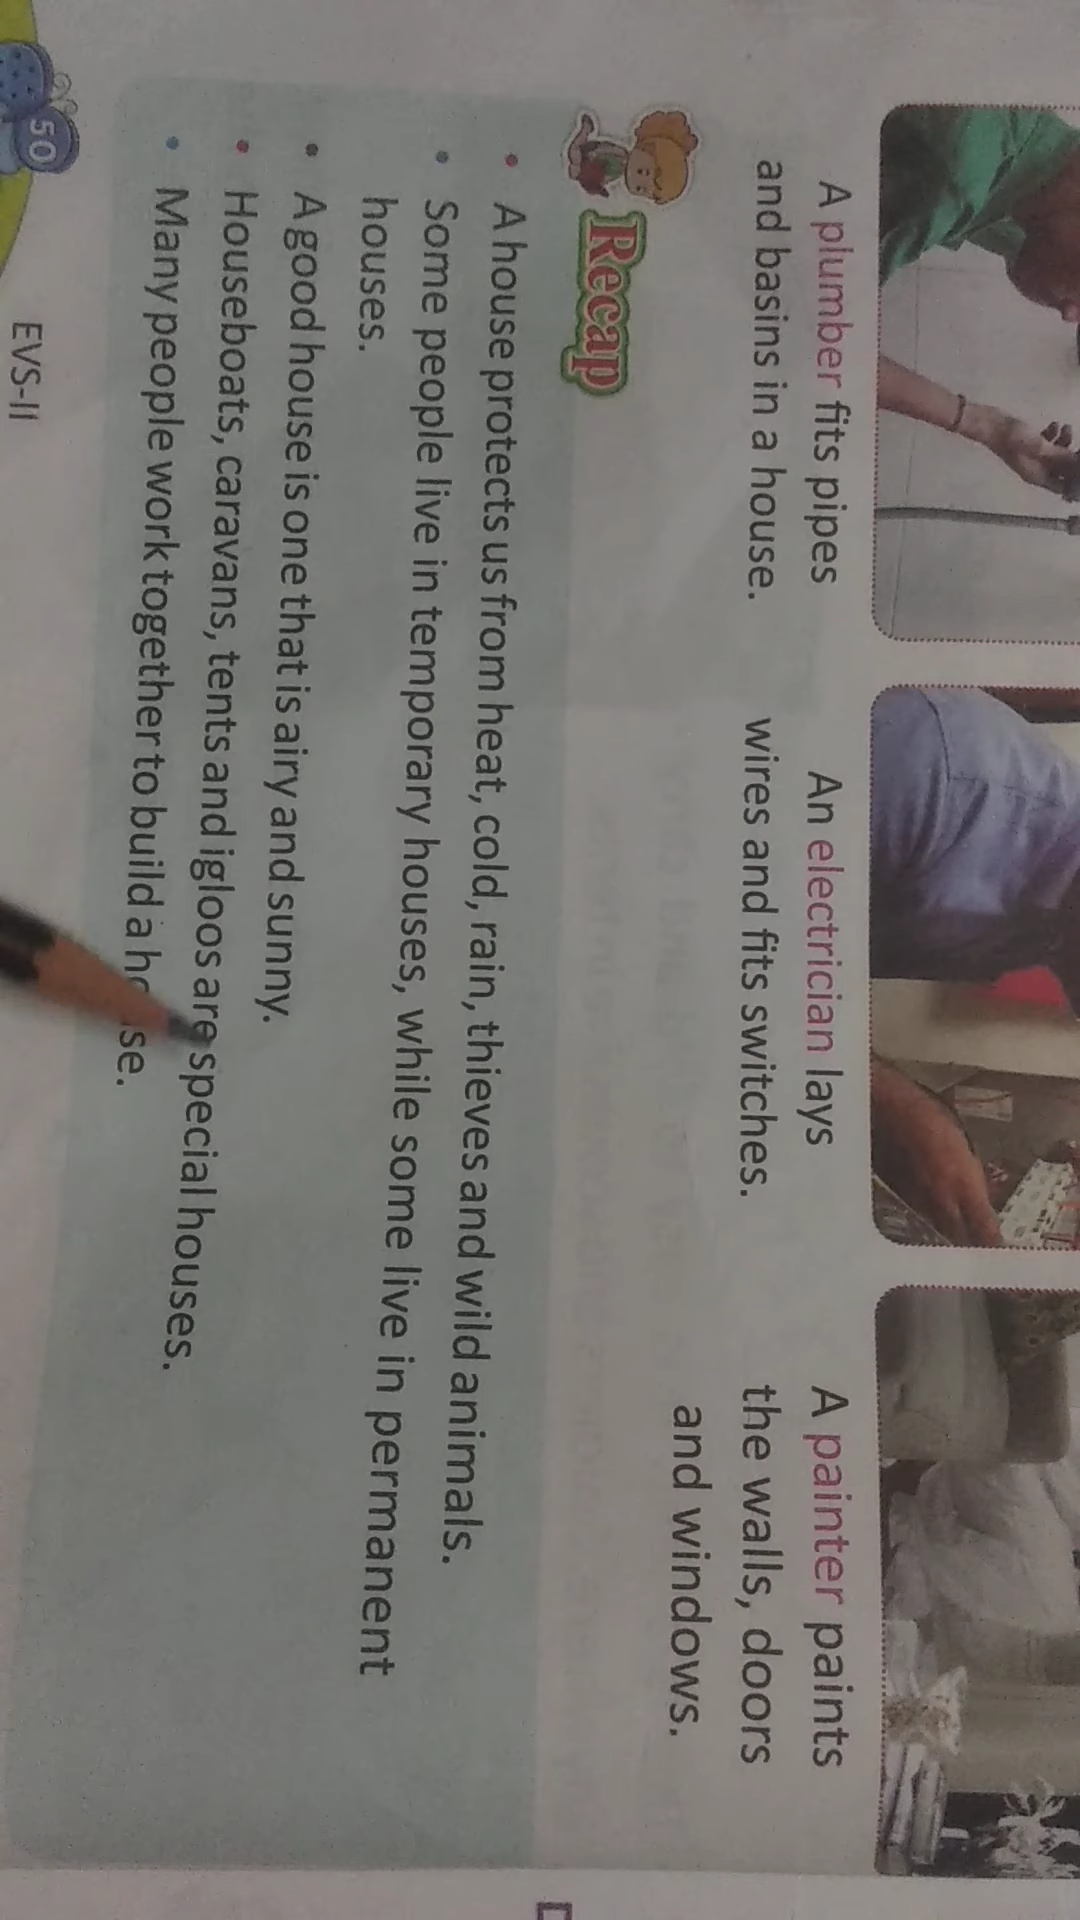 A plumber fits pipes
and basins in a house.
An electrician lays
wires and fits switches.
A painter paints
the walls, doors
and windows.
Recap
• A house protects us from heat, cold, rain, thieves and wild animals.
• Some people live in temporary houses, while some live in permanent
houses.
• A good house is one that is airy and sunny.
• Houseboats, caravans, tents and igloos are special houses.
• Many people work together to build a house.
50
EVS-II